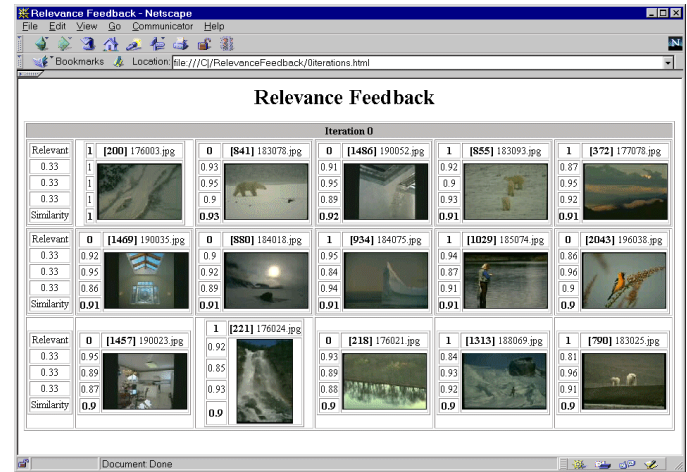 Relevance Feedback - Netscape
File Edit View Go Communicator Help
Bookmarks Location: file:///C|/RelevanceFeedback/0iterations.html
N
Relevance Feedback
Iteration 0
Relevant 1 [200] 176003.jpg 0 [841] 183078.jpg 0 [1486] 190052.jpg 1 [855] 183093.jpg 1 [372] 177078.jpg
0.33 1 0.93 0.91 0.92 0.87
0.33 1 0.95 0.95 0.9 0.95
0.33 1 0.9 0.89 0.93 0.92
Similarity 1 0.93 0.92 0.91 0.91
Relevant 0 [1469] 190035.jpg 0 [880] 184018.jpg 1 [934] 184075.jpg 1 [1029] 185074.jpg 0 [2043] 196038.jpg
0.33 0.92 0.9 0.95 0.94 0.86
0.33 0.95 0.92 0.84 0.87 0.96
0.33 0.86 0.92 0.94 0.91 0.9
Similarity 0.91 0.91 0.91 0.91 0.9
Relevant 0 [1457] 190023.jpg 1 [221] 176024.jpg 0 [218] 176021.jpg 1 [1313] 188069.jpg 1 [790] 183025.jpg
0.33 0.95 0.92 0.93 0.84 0.81
0.33 0.89 0.85 0.89 0.93 0.96
0.33 0.87 0.93 0.88 0.92 0.91
Similarity 0.9 0.9 0.9 0.9 0.9
Document: Done